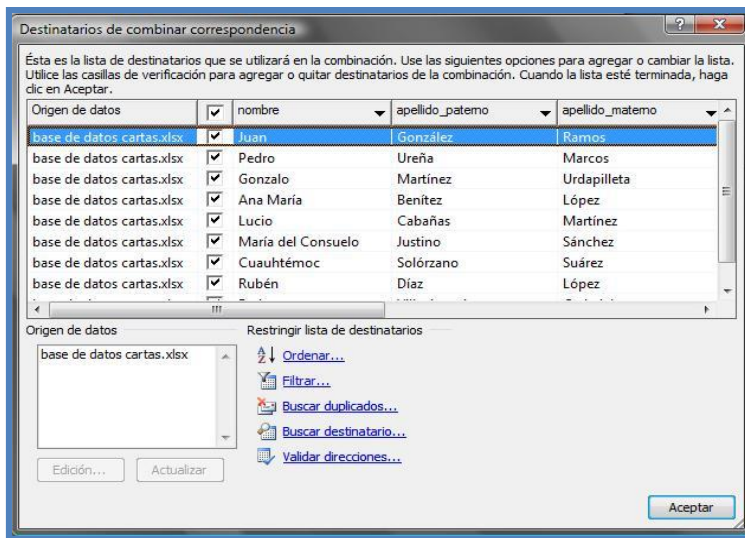 Destinatarios de combinar correspondencia
Ésta es la lista de destinatarios que se utilizará en la combinación. Use las siguientes opciones para agregar o cambiar la lista.
Utilice las casillas de verificación para agregar o quitar destinatarios de la combinación. Cuando la lista esté terminada, haga
clic en Aceptar.
Origen de datos nombre apellido_paterno apellido_materno
base de datos cartas.xlsx Juan González Ramos
base de datos cartas.xlsx Pedro Ureña Marcos
base de datos cartas.xlsx Gonzalo Martínez Urdapilleta
base de datos cartas.xlsx Ana María Benítez López
base de datos cartas.xlsx Lucio Cabañas Martínez
base de datos cartas.xlsx María del Consuelo Justino Sánchez
base de datos cartas.xlsx Cuauhtémoc Solórzano Suárez
base de datos cartas.xlsx Rubén Díaz López
Origen de datos Restringir lista de destinatarios
base de datos cartas.xlsx
Ordenar...
Filtrar...
Buscar duplicados...
Buscar destinatario...
Validar direcciones...
Edición... Actualizar
Aceptar